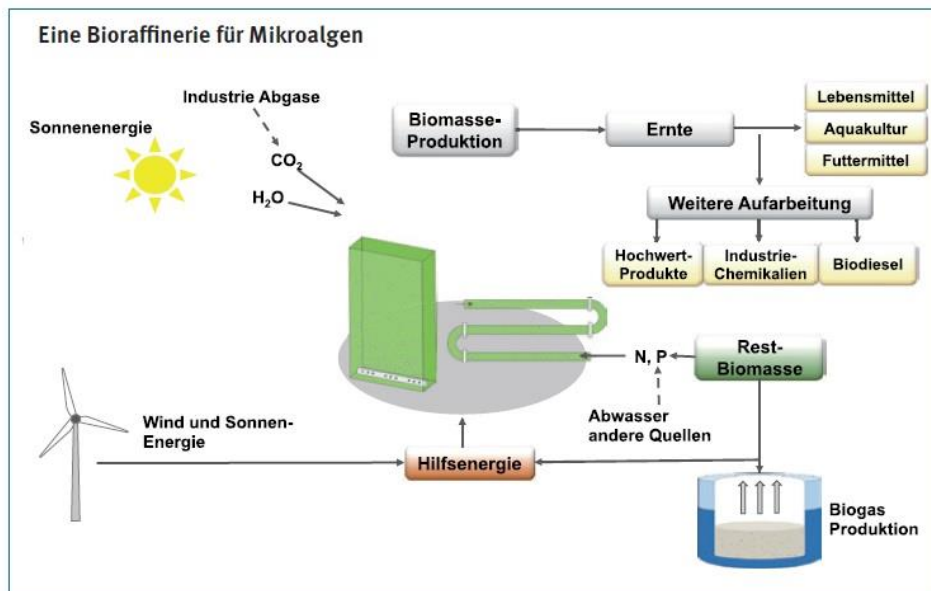 Eine Bioraffinerie für Mikroalgen
Industrie Abgase
Sonnenenergie
CO₂
H₂O
Biomasse-
Produktion
Ernte
Lebensmittel
Aquakultur
Futtermittel
Weitere Aufarbeitung
Hochwert-
Produkte
Industrie-
Chemikalien
Biodiesel
N, P
Rest-
Biomasse
Abwasser
andere Quellen
Wind und Sonnen-
Energie
Hilfsenergie
Biogas
Produktion